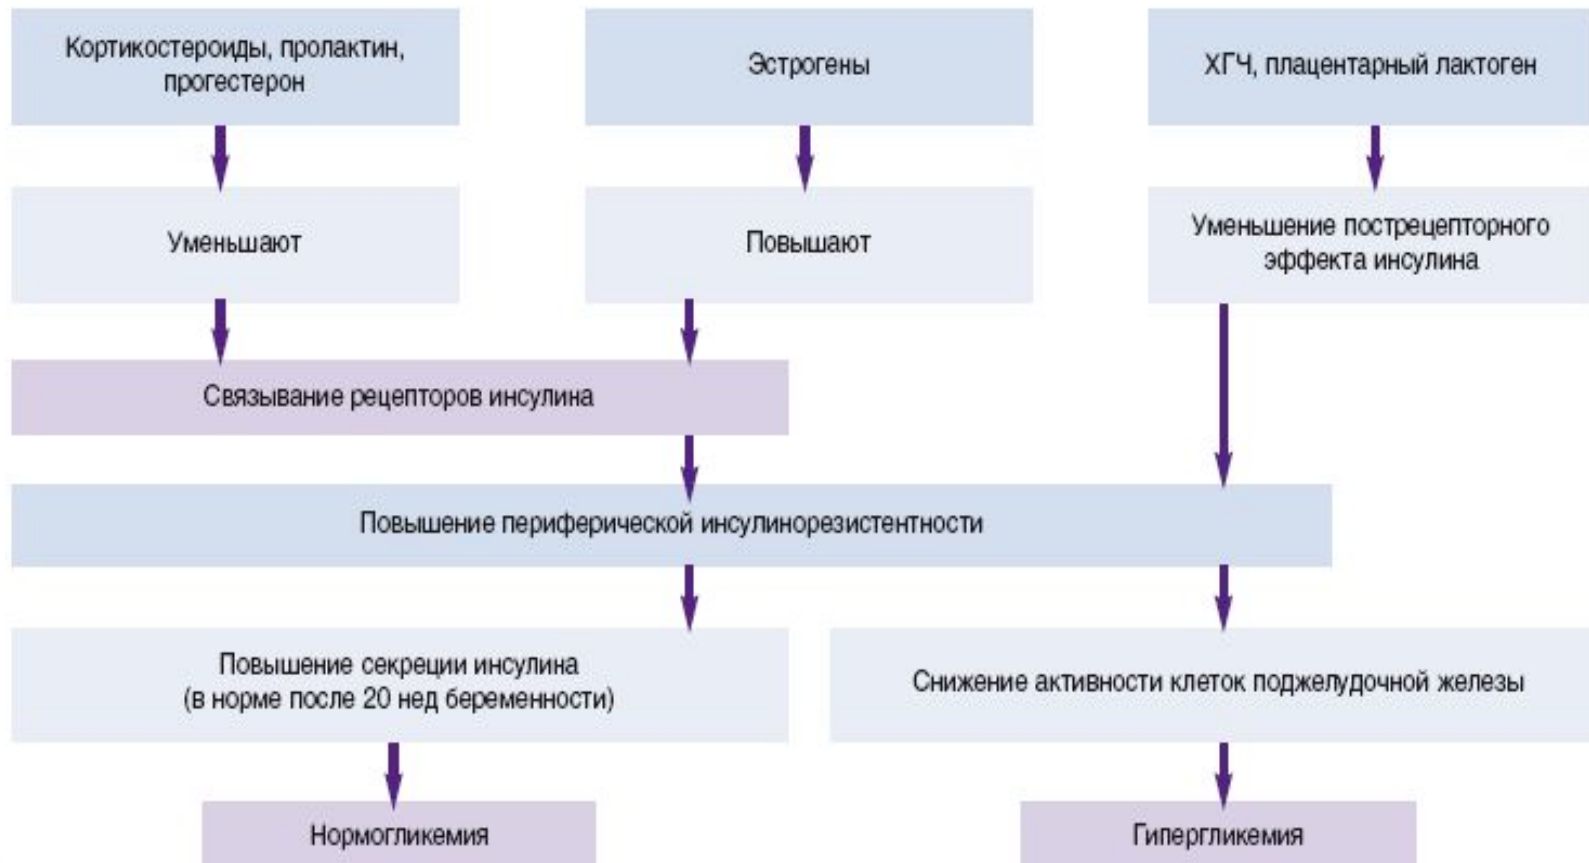 Кортикостероиды, пролактин,
прогестерон
Эстрогены
ХГЧ, плацентарный лактоген
Уменьшают
Повышают
Уменьшение пострецепторного
эффекта инсулина
Связывание рецепторов инсулина
Повышение периферической инсулинорезистентности
Повышение секреции инсулина
(в норме после 20 нед беременности)
Снижение активности клеток поджелудочной железы
Нормогликемия
Гипергликемия